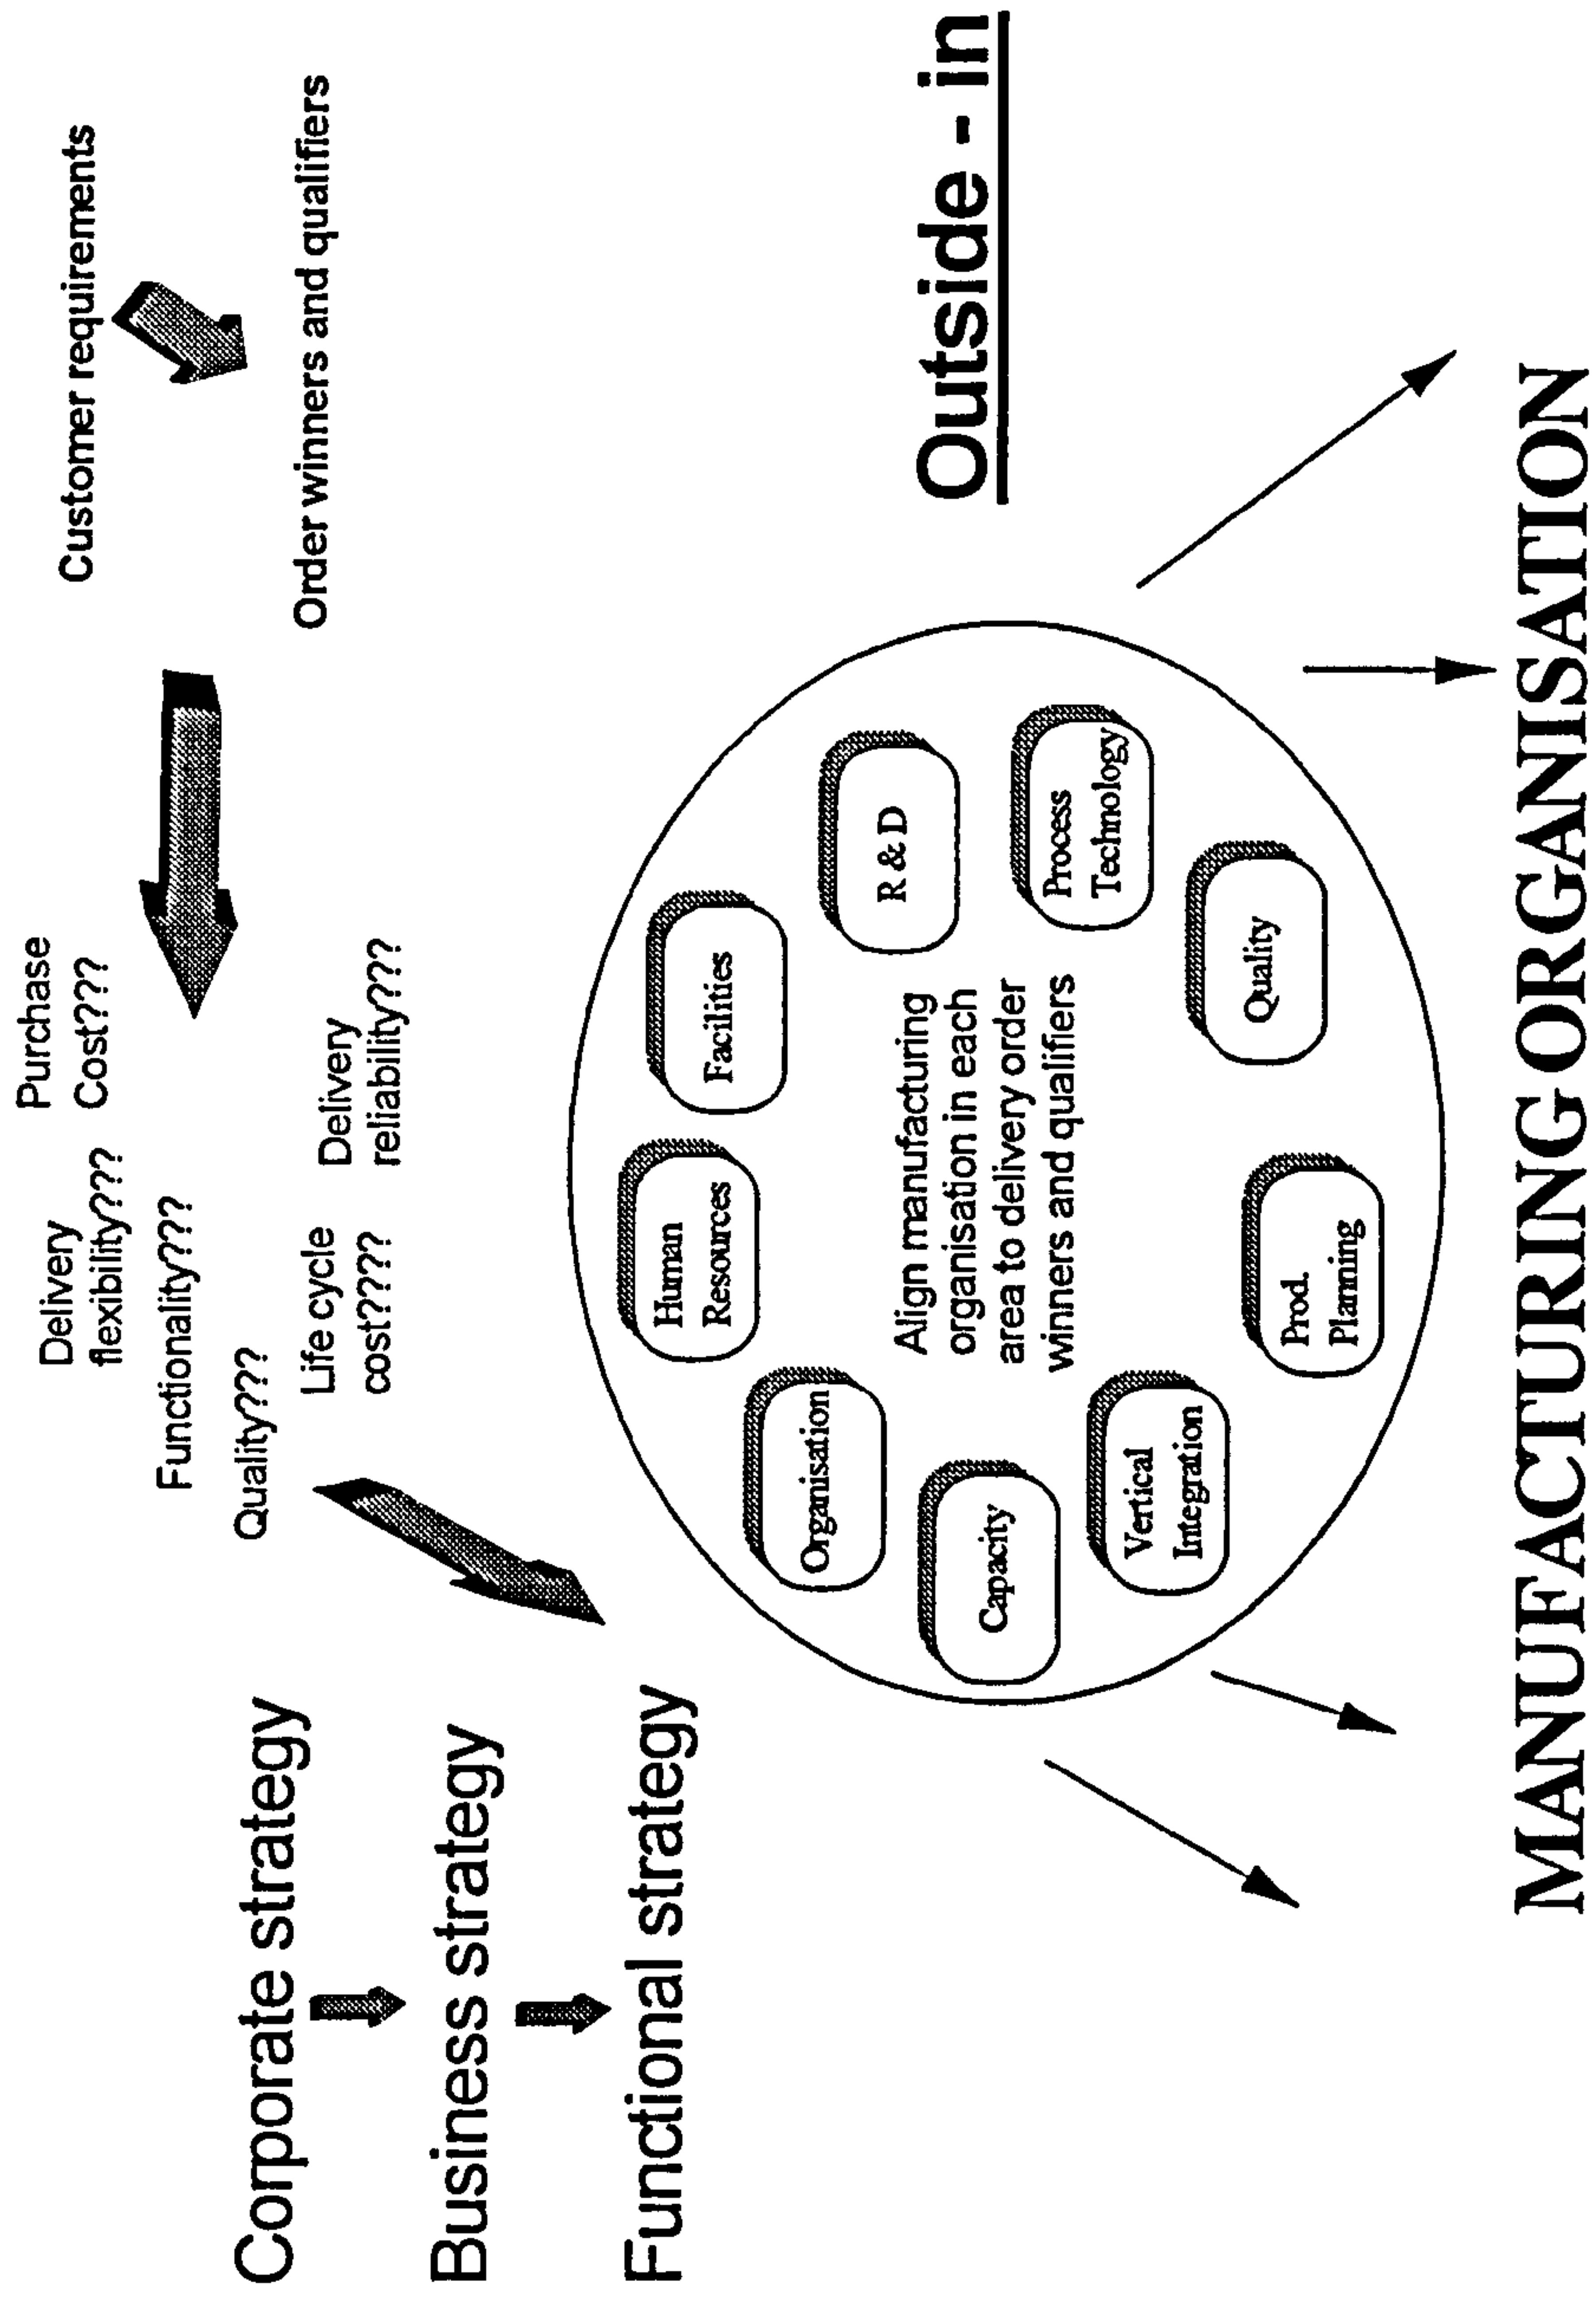 Customer requirements
Order winners and qualifiers
Purchase
Cost???
Delivery
flexibility???
Functionality???
Quality???
Life cycle
cost????
Delivery
reliability???
Corporate strategy
Business strategy
Functional strategy
Outside - in
Human
Resources
Facilities
Organisation
R & D
Capacity
Align manufacturing
organisation in each
area to delivery order
winners and qualifiers
Process
Technology
Vertical
Integration
Quality
Prod.
Planning
MANUFACTURING ORGANISATION